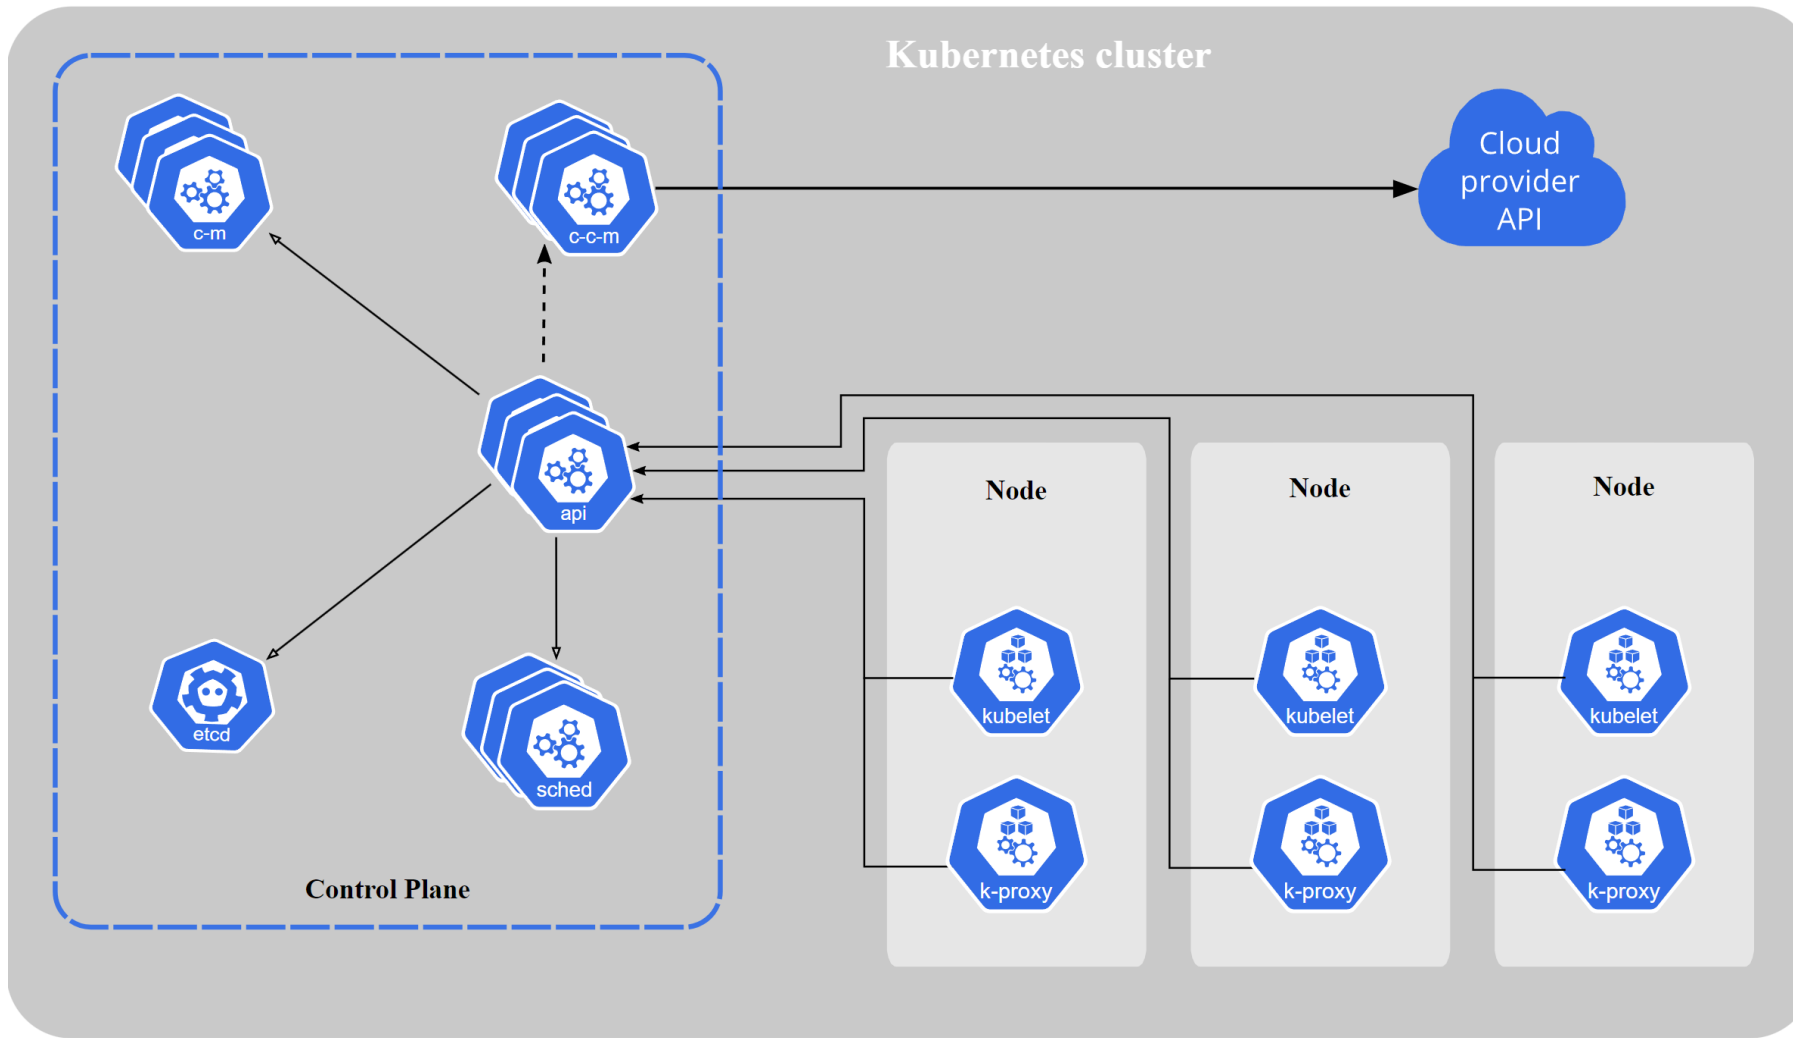 Kubernetes cluster
c-m
c-c-m
Cloud
provider
API
api
etcd
sched
Control Plane
Node
kubelet
k-proxy
Node
kubelet
k-proxy
Node
kubelet
k-proxy